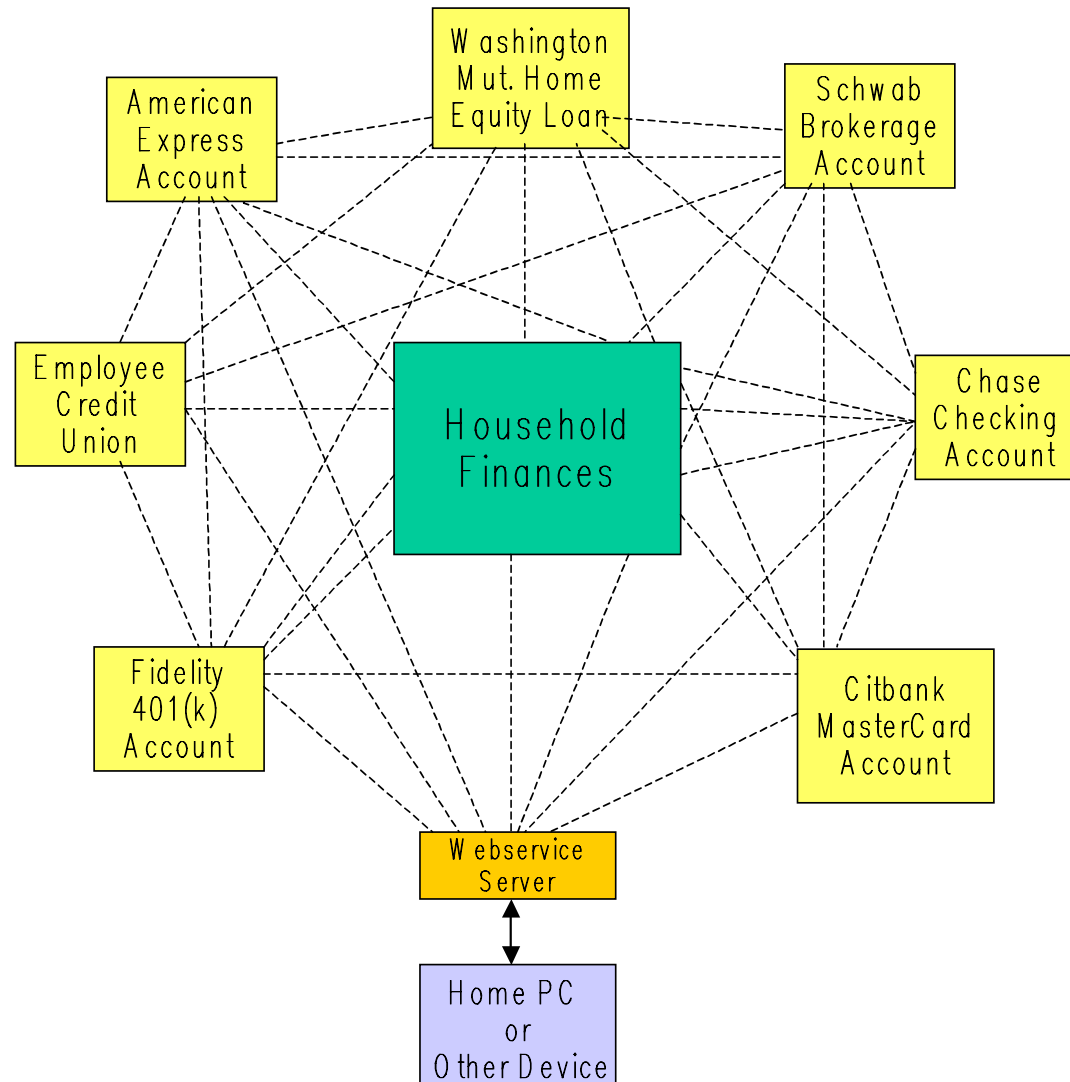 Washington
Mut. Home
Equity Loan
American
Express
Account
Schwab
Brokerage
Account
Employee
Credit
Union
Household
Finances
Chase
Checking
Account
Fidelity
401(k)
Account
Citbank
MasterCard
Account
Webservice
Server
Home PC
or
Other Device